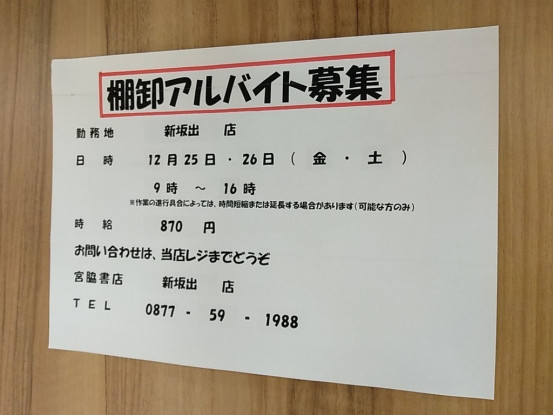 棚卸アルバイト募集
勤務地 新坂出 店
日 時 12月25日・26日 ( 金 ・ 土 )
9時 ～ 16時
※作業の進行具合によっては、時間短縮または延長する場合があります(可能な方のみ)
時 給 870 円
お問い合わせは、当店レジまでどうぞ
宮脇書店 新坂出 店
TEL 0877 - 59 - 1988